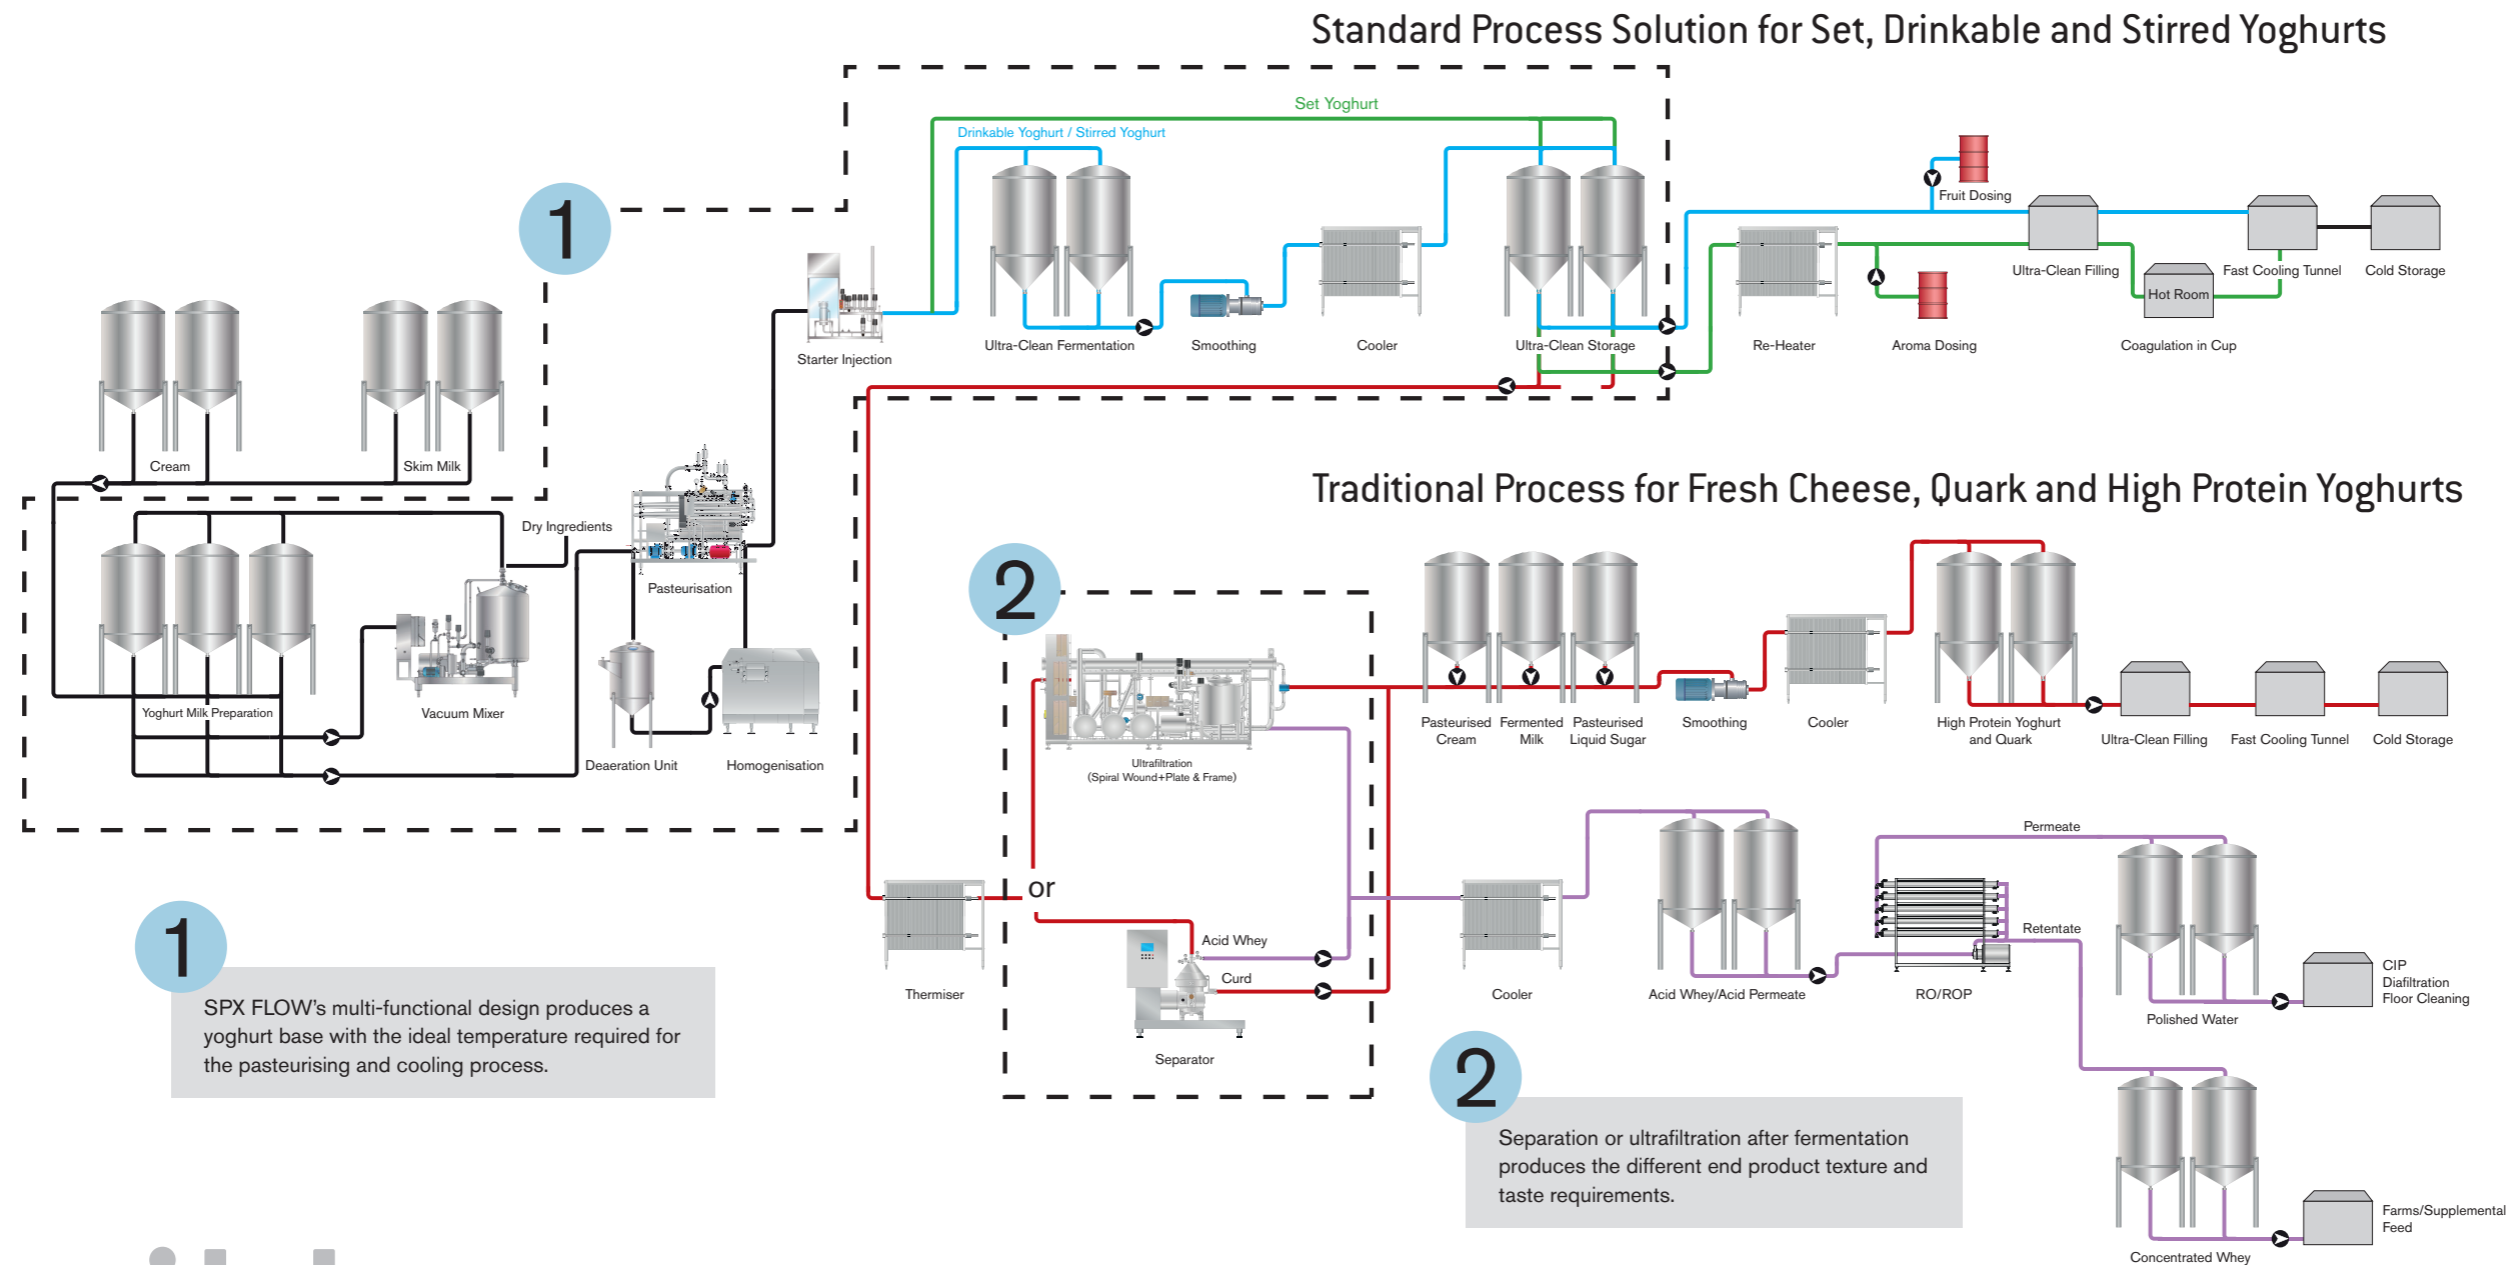 Standard Process Solution for Set, Drinkable and Stirred Yoghurts
Set Yoghurt
Drinkable Yoghurt / Stirred Yoghurt
1
Fruit Dosing
Ultra-Clean Filling
Fast Cooling Tunnel
Cold Storage
Hot Room
Starter Injection
Ultra-Clean Fermentation
Smoothing
Cooler
Ultra-Clean Storage
Re-Heater
Aroma Dosing
Coagulation in Cup
Cream
Skim Milk
Dry Ingredients
Pasteurisation
Yoghurt Milk Preparation
Vacuum Mixer
Deaeration Unit
Homogenisation
Traditional Process for Fresh Cheese, Quark and High Protein Yoghurts
2
Ultrafiltration
(Spiral Wound+Plate & Frame)
Pasteurised
Cream
Fermented
Milk
Pasteurised
Liquid Sugar
Smoothing
Cooler
High Protein Yoghurt
and Quark
Ultra-Clean Filling
Fast Cooling Tunnel
Cold Storage
or
Acid Whey
Curd
Thermiser
Separator
Cooler
Acid Whey/Acid Permeate
RO/ROP
Permeate
Retentate
Polished Water
CIP
Diafiltration
Floor Cleaning
Concentrated Whey
Farms/Supplemental
Feed
1
SPX FLOW's multi-functional design produces a
yoghurt base with the ideal temperature required for
the pasteurising and cooling process.
2
Separation or ultrafiltration after fermentation
produces the different end product texture and
taste requirements.